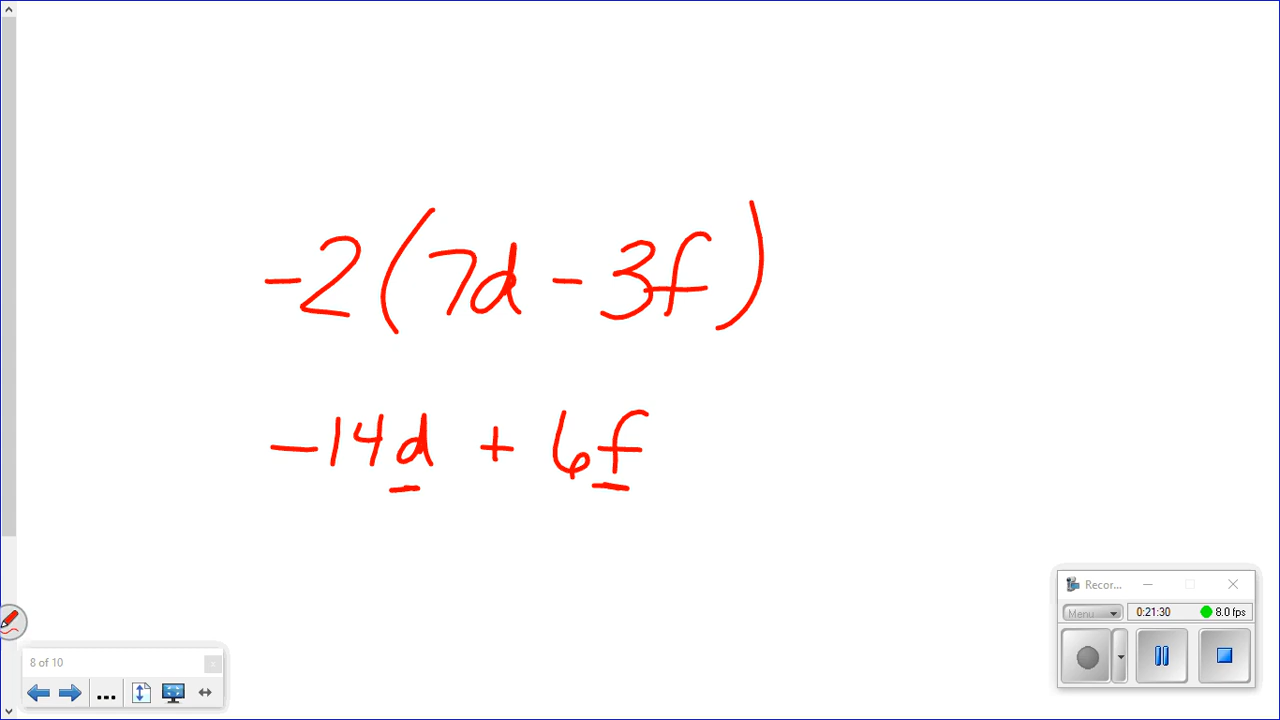 -2(7d - 3f)
-14d + 6f
Recor...
Menu
0:21:30
8.0 fps
8 of 10
...